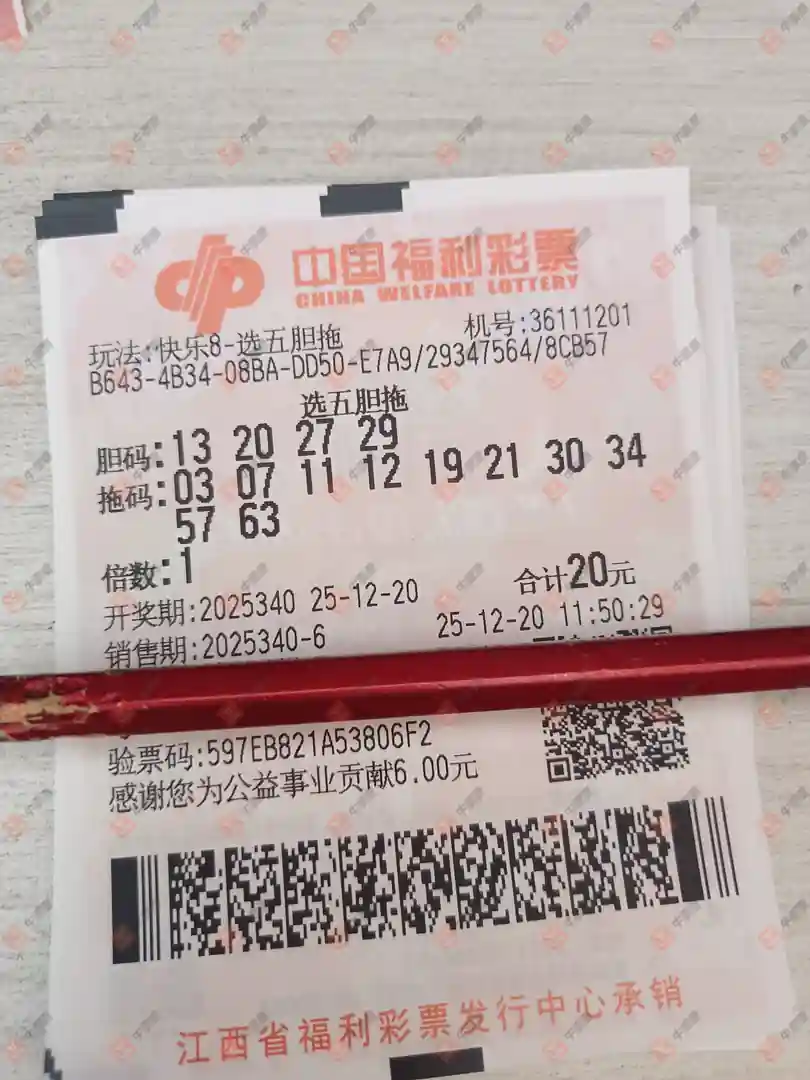 中国福利彩票
CHINA WELFARE LOTTERY
玩法:快乐8-选五胆拖 机号:36111201
B643-4B34-08BA-DD50-E7A9/29347564/8CB57
选五胆拖
胆码:13 20 27 29
拖码:03 07 11 12 19 21 30 34
57 63
倍数:1 合计20元
开奖期:2025340 25-12-20
销售期:2025340-6 25-12-20 11:50:29
验票码:597EB821A53806F2
感谢您为公益事业贡献6.00元
江西省福利彩票发行中心承销